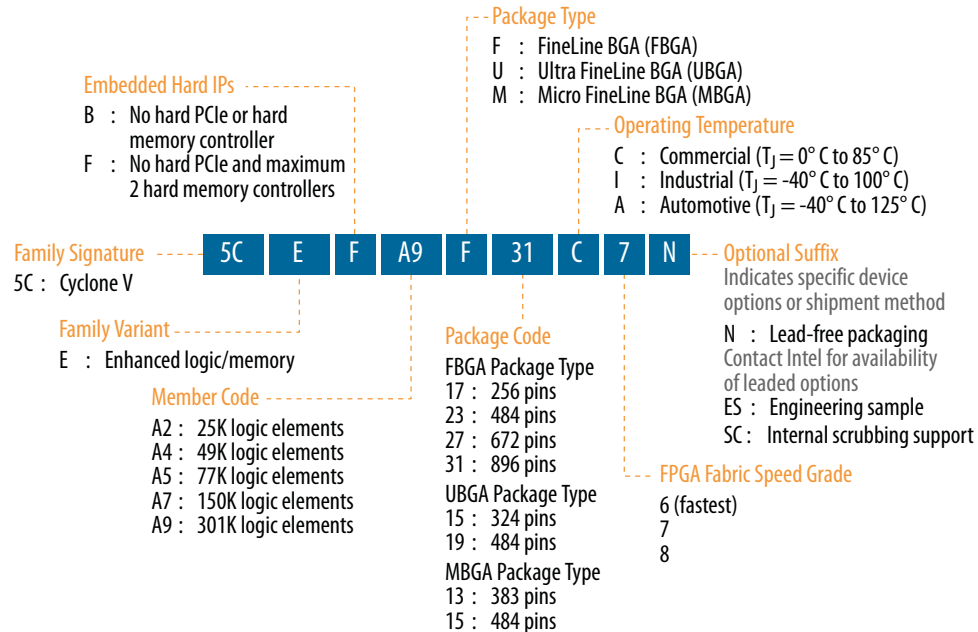 Package Type
F : FineLine BGA (FBGA)
U : Ultra FineLine BGA (UBGA)
M : Micro FineLine BGA (MBGA)
Embedded Hard IPs
B : No hard PCIe or hard
memory controller
F : No hard PCIe and maximum
2 hard memory controllers
Operating Temperature
C : Commercial (TJ = 0° C to 85° C)
I : Industrial (TJ = -40° C to 100° C)
A : Automotive (TJ = -40° C to 125° C)
Family Signature
5C : Cyclone V
5C E F A9 F 31 C 7 N
Optional Suffix
Indicates specific device
options or shipment method
N : Lead-free packaging
Contact Intel for availability
of leaded options
ES : Engineering sample
SC : Internal scrubbing support
Family Variant
E : Enhanced logic/memory
Member Code
A2 : 25K logic elements
A4 : 49K logic elements
A5 : 77K logic elements
A7 : 150K logic elements
A9 : 301K logic elements
Package Code
FBGA Package Type
17 : 256 pins
23 : 484 pins
27 : 672 pins
31 : 896 pins
UBGA Package Type
15 : 324 pins
19 : 484 pins
MBGA Package Type
13 : 383 pins
15 : 484 pins
FPGA Fabric Speed Grade
6 (fastest)
7
8